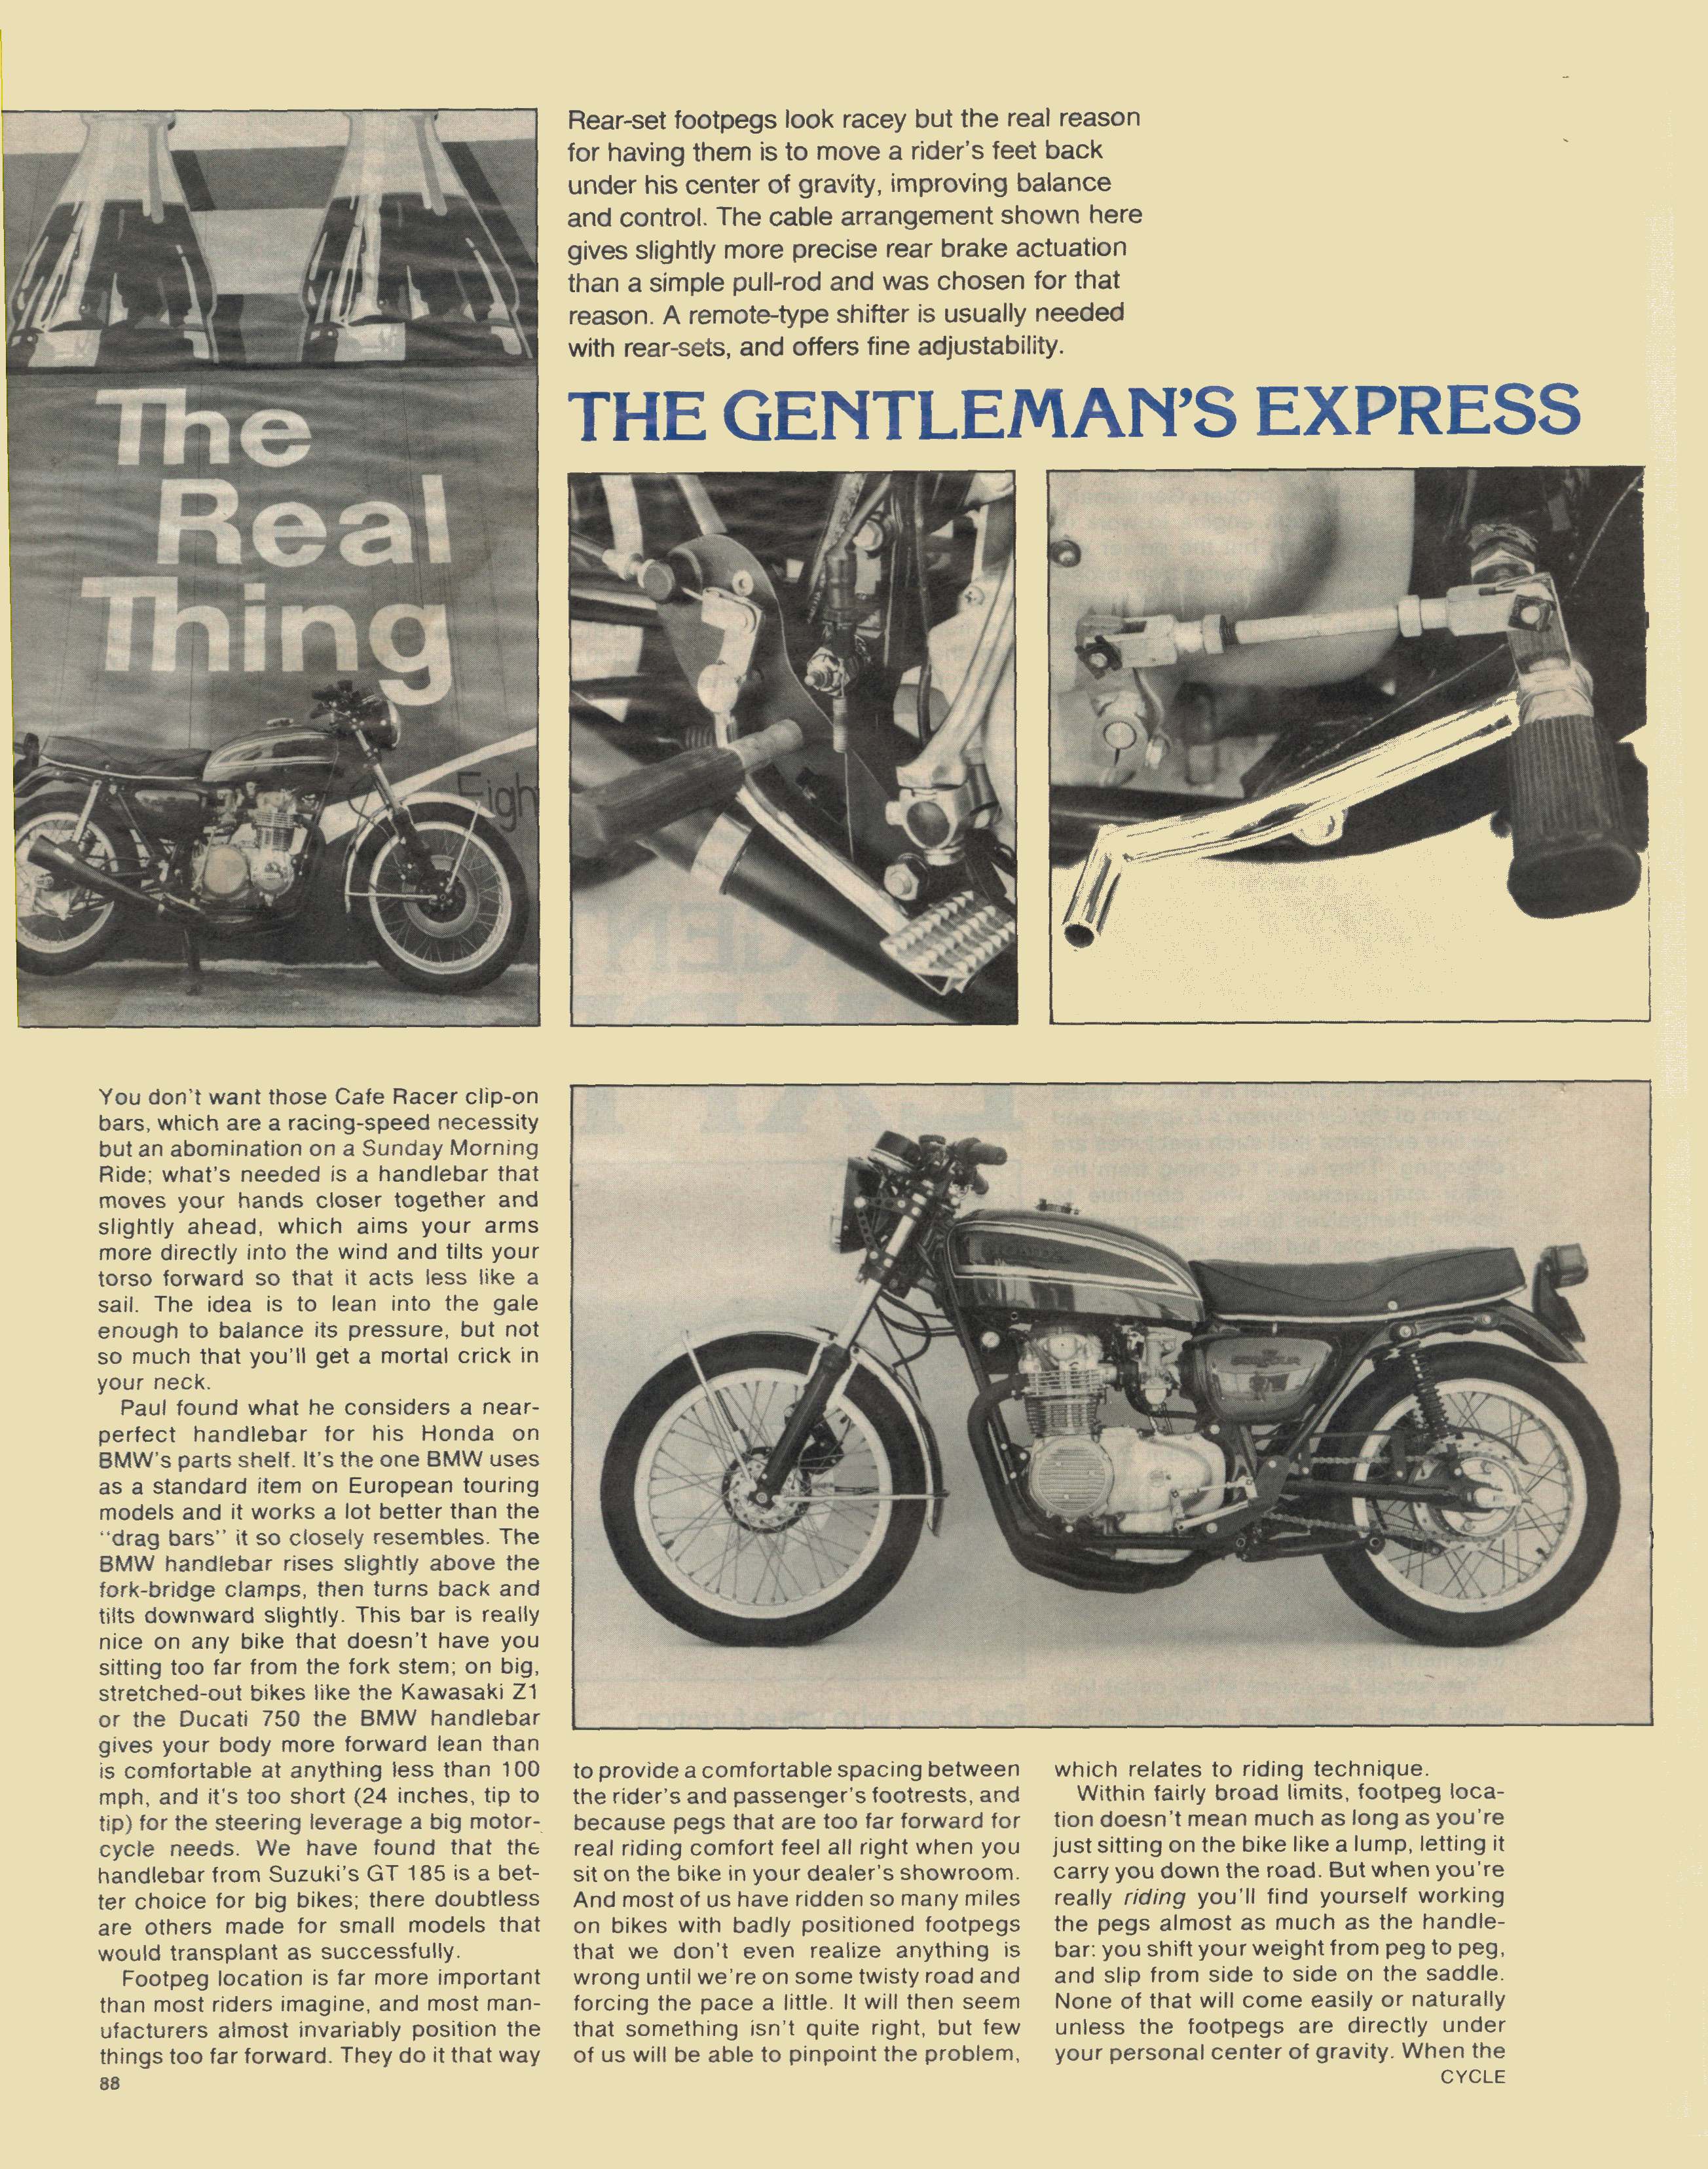 Rear-set footpegs look racey but the real reason
for having them is to move a rider's feet back
under his center of gravity, improving balance
and control. The cable arrangement shown here
gives slightly more precise rear brake actuation
than a simple pull-rod and was chosen for that
reason. A remote-type shifter is usually needed
with rear-sets, and offers fine adjustability.
THE GENTLEMAN'S EXPRESS
The
Real
Thing
Eigh
You don't want those Cafe Racer clip-on
bars, which are a racing-speed necessity
but an abomination on a Sunday Morning
Ride; what's needed is a handlebar that
moves your hands closer together and
slightly ahead, which aims your arms
more directly into the wind and tilts your
torso forward so that it acts less like a
sail. The idea is to lean into the gale
enough to balance its pressure, but not
so much that you'll get a mortal crick in
your neck.
Paul found what he considers a near-
perfect handlebar for his Honda on
BMW's parts shelf. It's the one BMW uses
as a standard item on European touring
models and it works a lot better than the
"drag bars" it so closely resembles. The
BMW handlebar rises slightly above the
fork-bridge clamps, then turns back and
tilts downward slightly. This bar is really
nice on any bike that doesn't have you
sitting too far from the fork stem; on big,
stretched-out bikes like the Kawasaki Z1
or the Ducati 750 the BMW handlebar
gives your body more forward lean than
is comfortable at anything less than 100
mph, and it's too short (24 inches, tip to
tip) for the steering leverage a big motor-
cycle needs. We have found that the
handlebar from Suzuki's GT 185 is a bet-
ter choice for big bikes; there doubtless
are others made for small models that
would transplant as successfully.
Footpeg location is far more important
than most riders imagine, and most man-
ufacturers almost invariably position the
things too far forward. They do it that way
to provide a comfortable spacing between
the rider's and passenger's footrests, and
because pegs that are too far forward for
real riding comfort feel all right when you
sit on the bike in your dealer's showroom.
And most of us have ridden so many miles
on bikes with badly positioned footpegs
that we don't even realize anything is
wrong until we're on some twisty road and
forcing the pace a little. It will then seem
that something isn't quite right, but few
of us will be able to pinpoint the problem,
which relates to riding technique.
Within fairly broad limits, footpeg loca-
tion doesn't mean much as long as you're
just sitting on the bike like a lump, letting it
carry you down the road. But when you're
really riding you'll find yourself working
the pegs almost as much as the handle-
bar: you shift your weight from peg to peg,
and slip from side to side on the saddle.
None of that will come easily or naturally
unless the footpegs are directly under
your personal center of gravity. When the
88
CYCLE